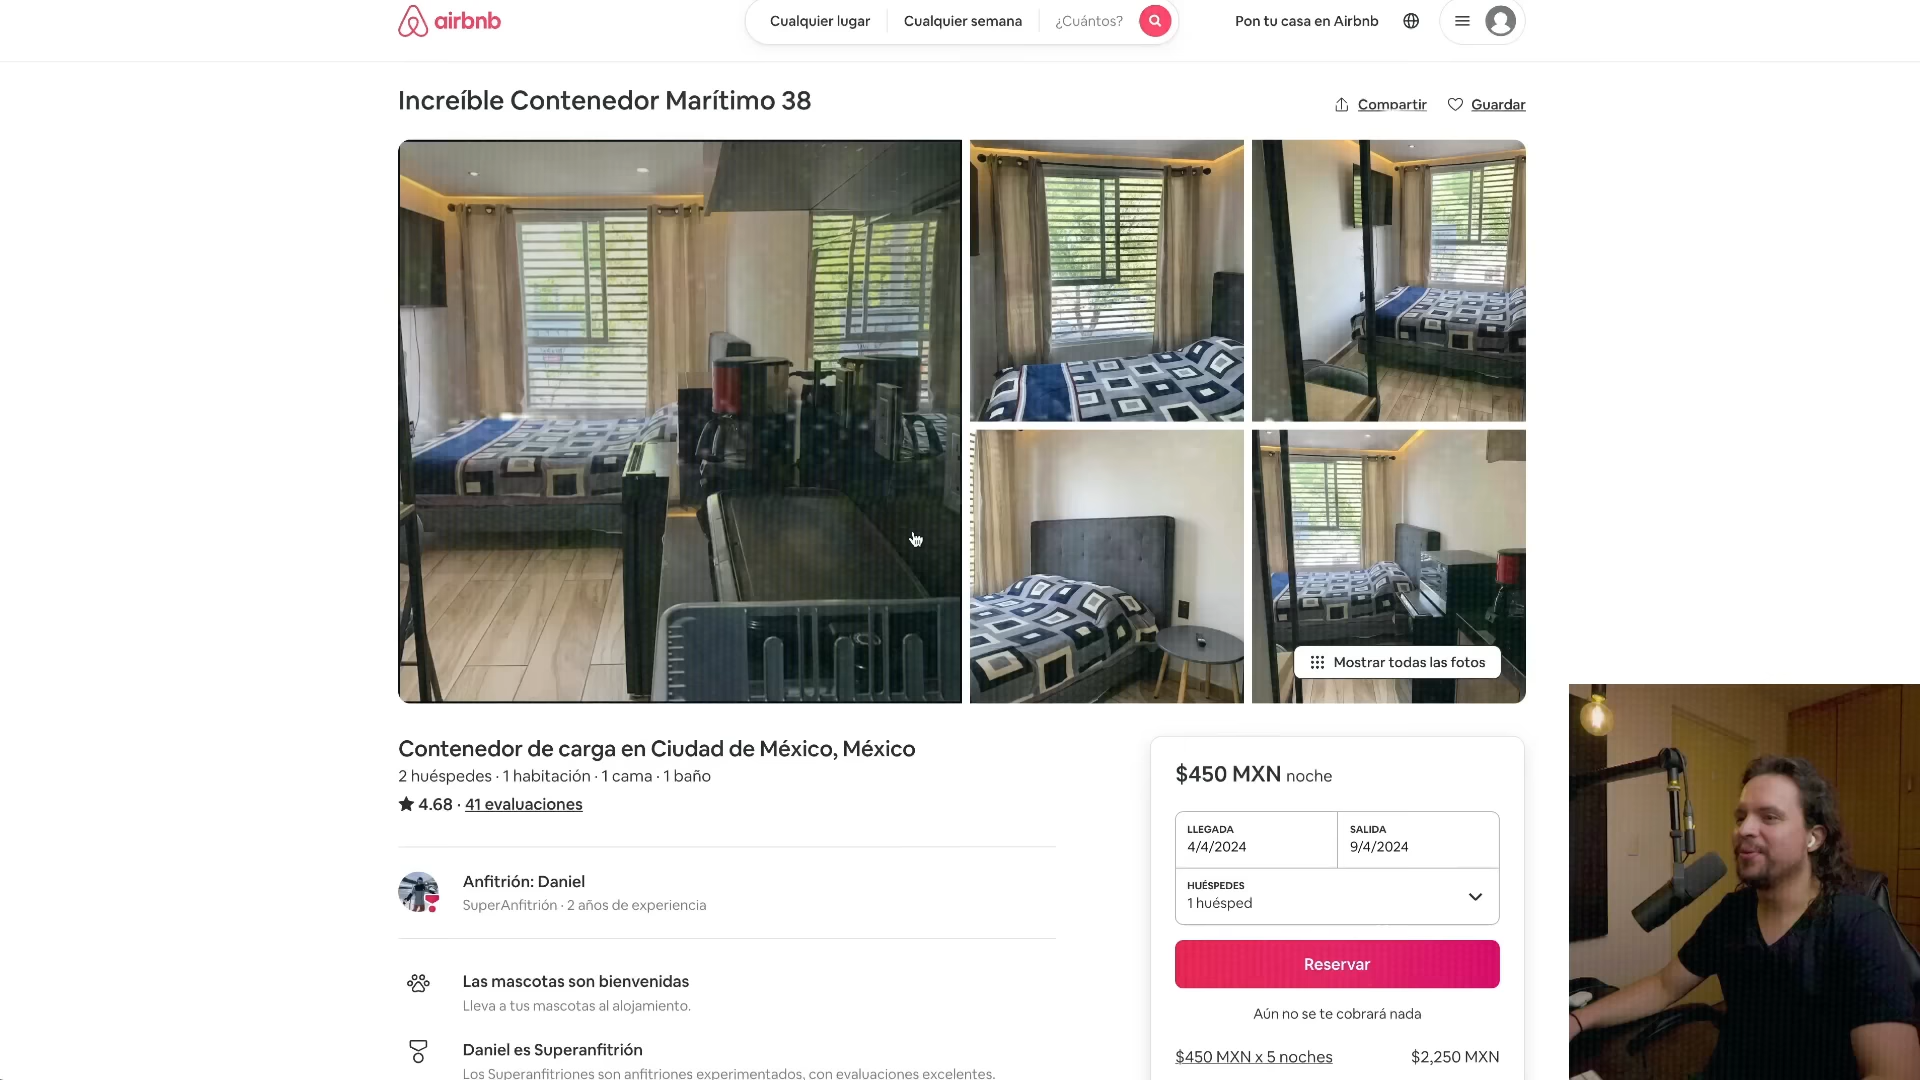 airbnb
Cualquier lugar
Cualquier semana
¿Cuántos?
Pon tu casa en Airbnb
Increíble Contenedor Marítimo 38
Compartir
Guardar
Mostrar todas las fotos
Contenedor de carga en Ciudad de México, México
2 huéspedes · 1 habitación · 1 cama · 1 baño
4.68 · 41 evaluaciones
Anfitrión: Daniel
SuperAnfitrión · 2 años de experiencia
Las mascotas son bienvenidas
Lleva a tus mascotas al alojamiento.
Daniel es Superanfitrión
Los Superanfitriones son anfitriones experimentados, con evaluaciones excelentes.
$450 MXN noche
LLEGADA
4/4/2024
SALIDA
9/4/2024
HUÉSPEDES
1 huésped
Reservar
Aún no se te cobrará nada
$450 MXN x 5 noches
$2,250 MXN